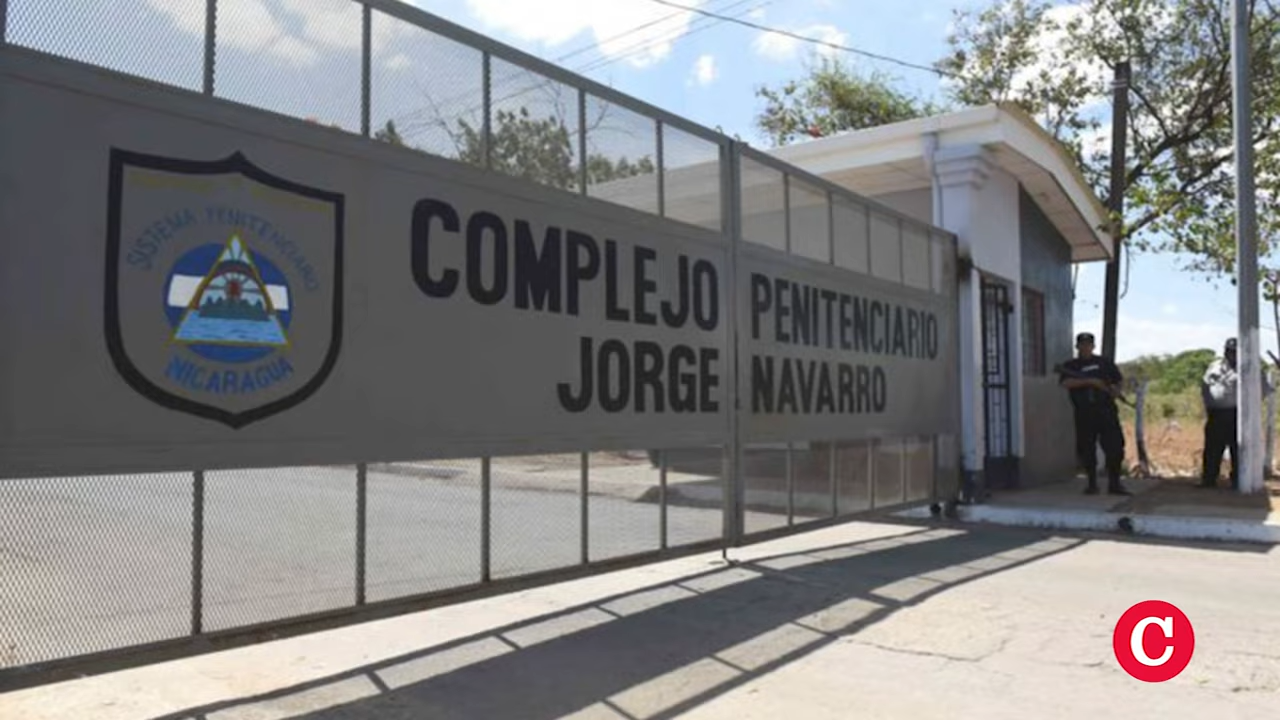 SISTEMA PENITENCIARIO
NICARAGUA
COMPLEJO PENITENCIARIO
JORGE NAVARRO
C